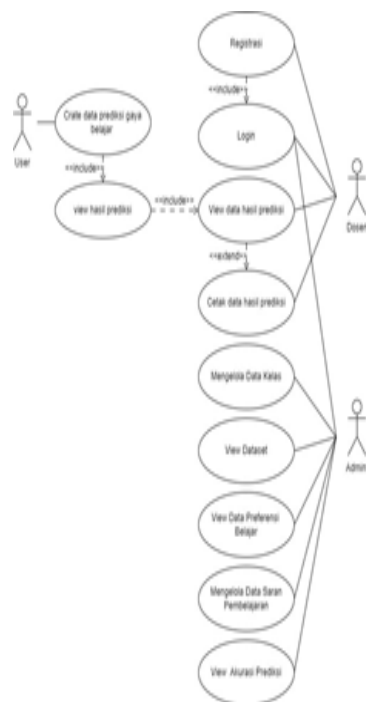 Registrasi
<<include>>
Crate data prediksi gaya
belajar
User
Login
<<include>>
view hasil prediksi
<<include>>
View data hasil prediksi
Dosen
<<extend>>
Cetak data hasil prediksi
Mengelola Data Kelas
View Dataset
Admin
View Data Preferensi
Belajar
Mengelola Data Saran
Pembelajaran
View Akurasi Prediksi